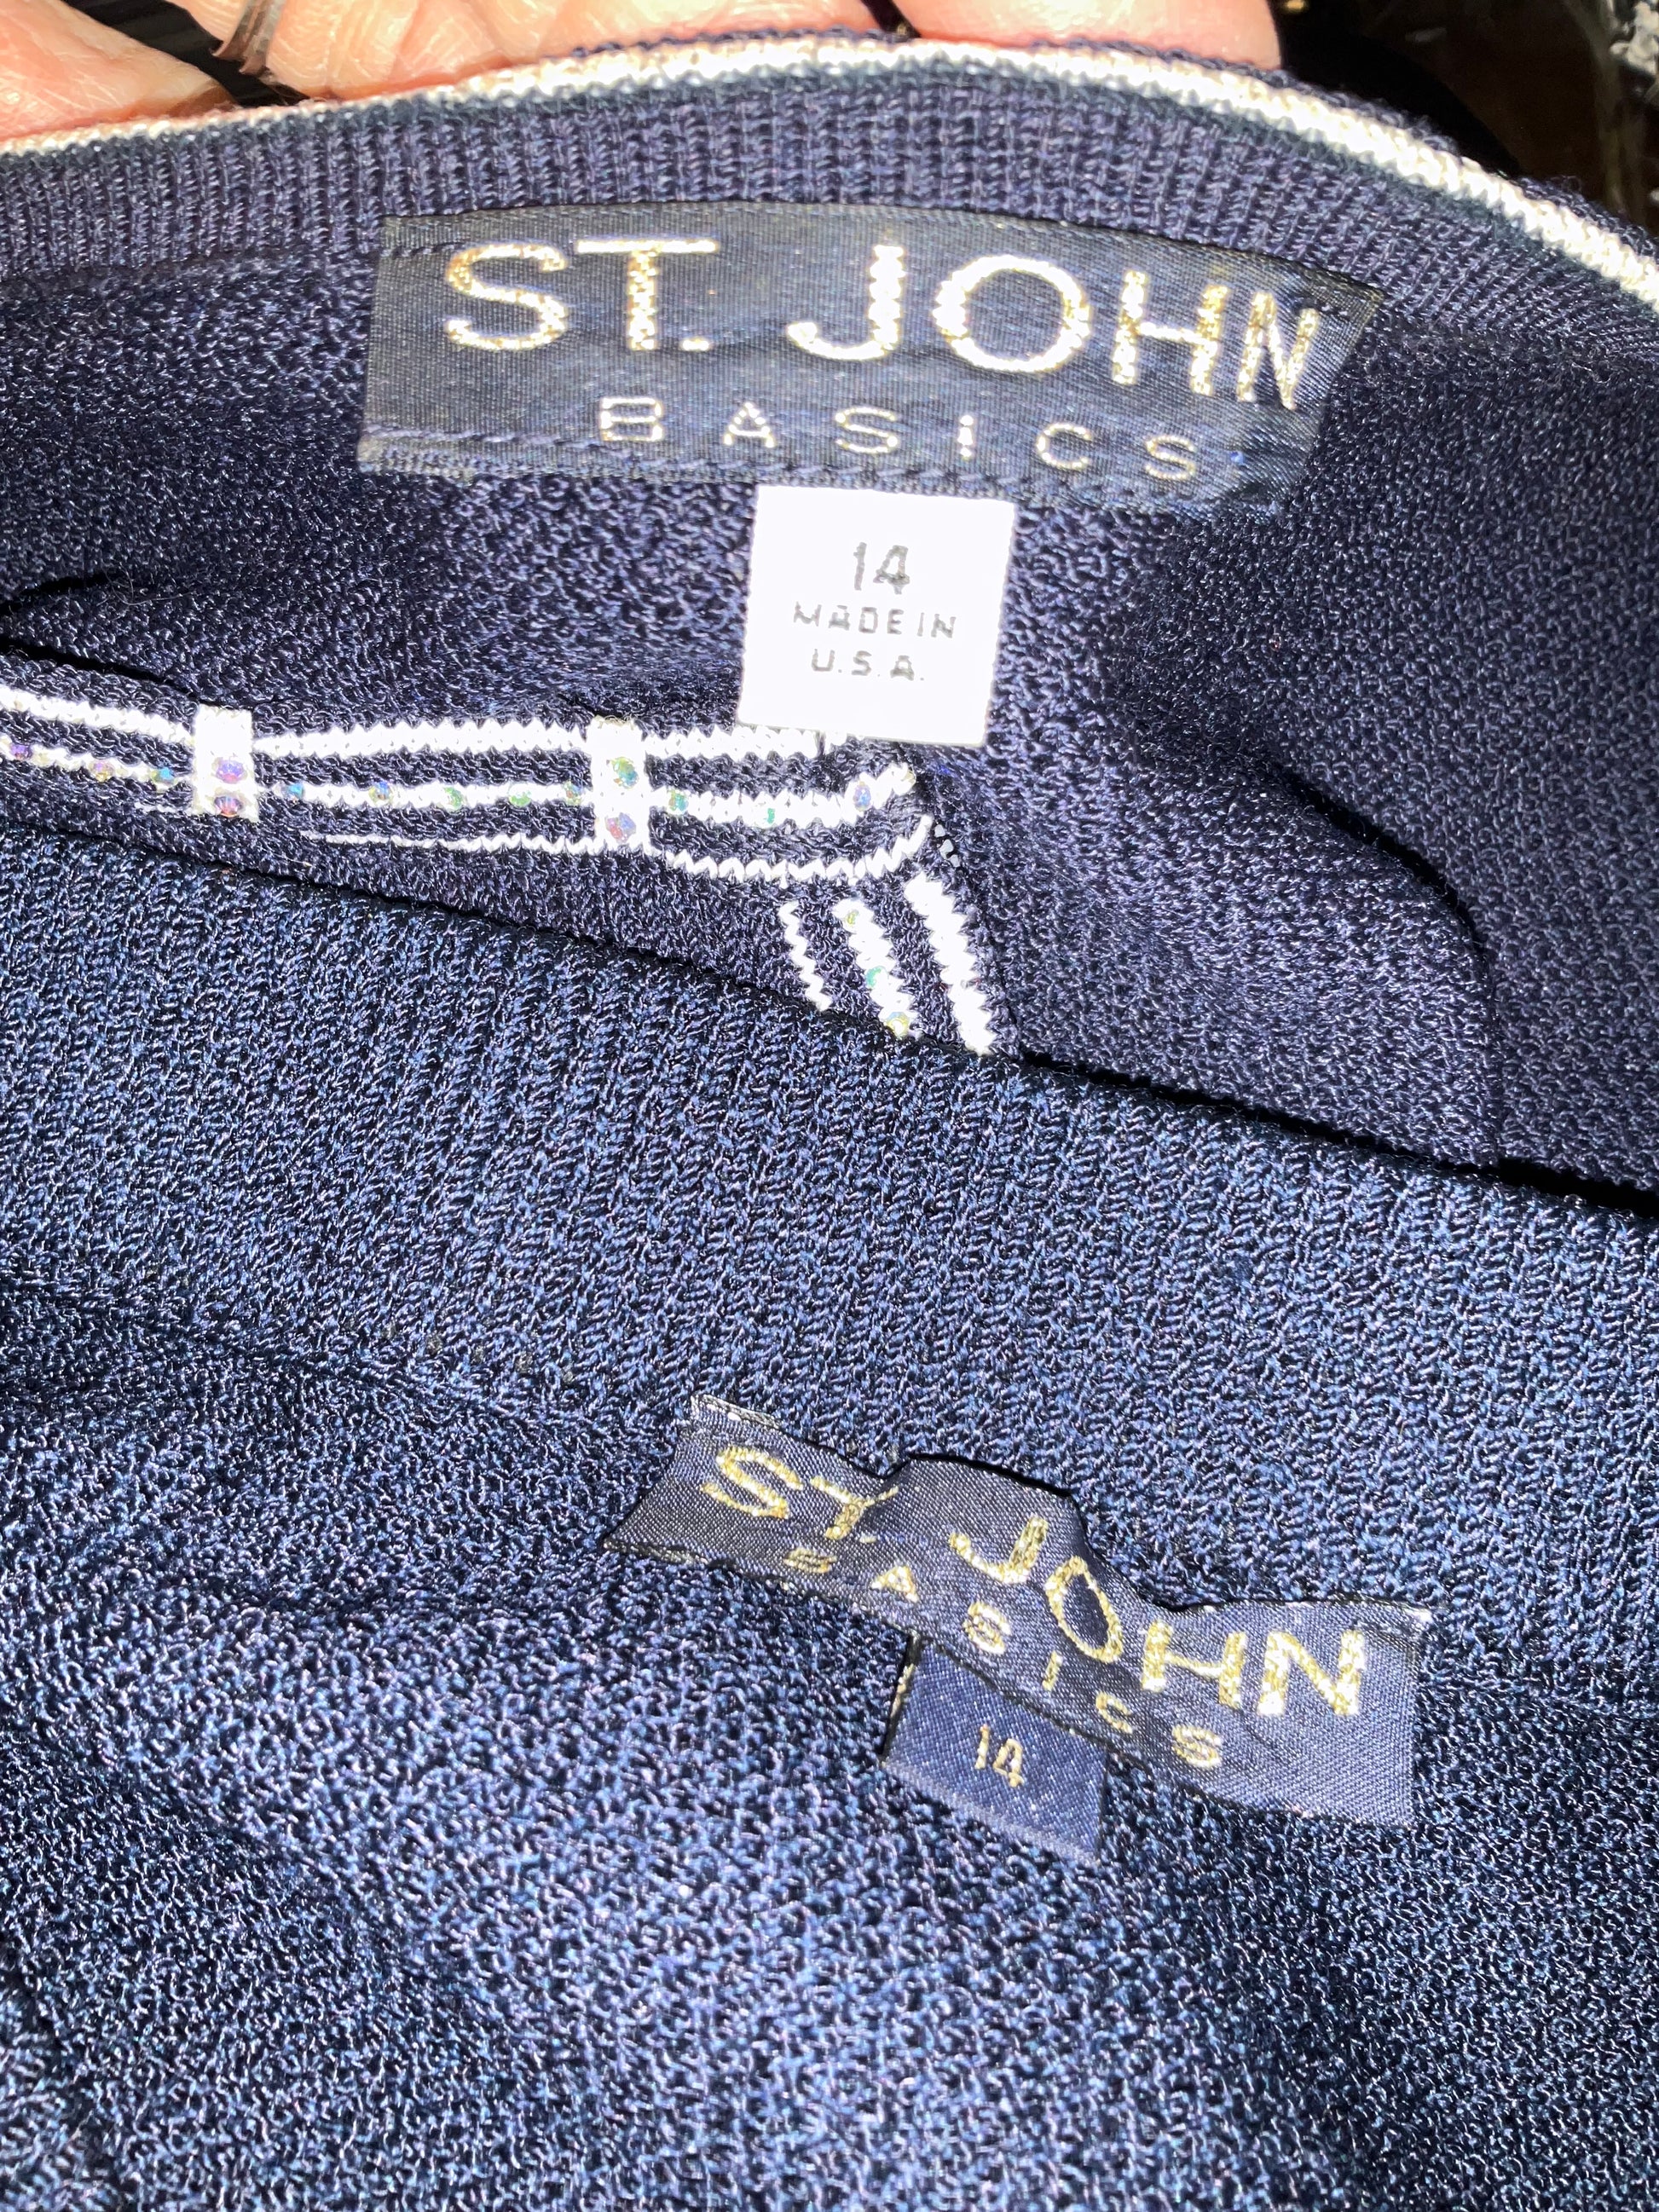 ST. JOHN
BASICS
14
MADE IN
U.S.A.
ST. JOHN
BASICS
14